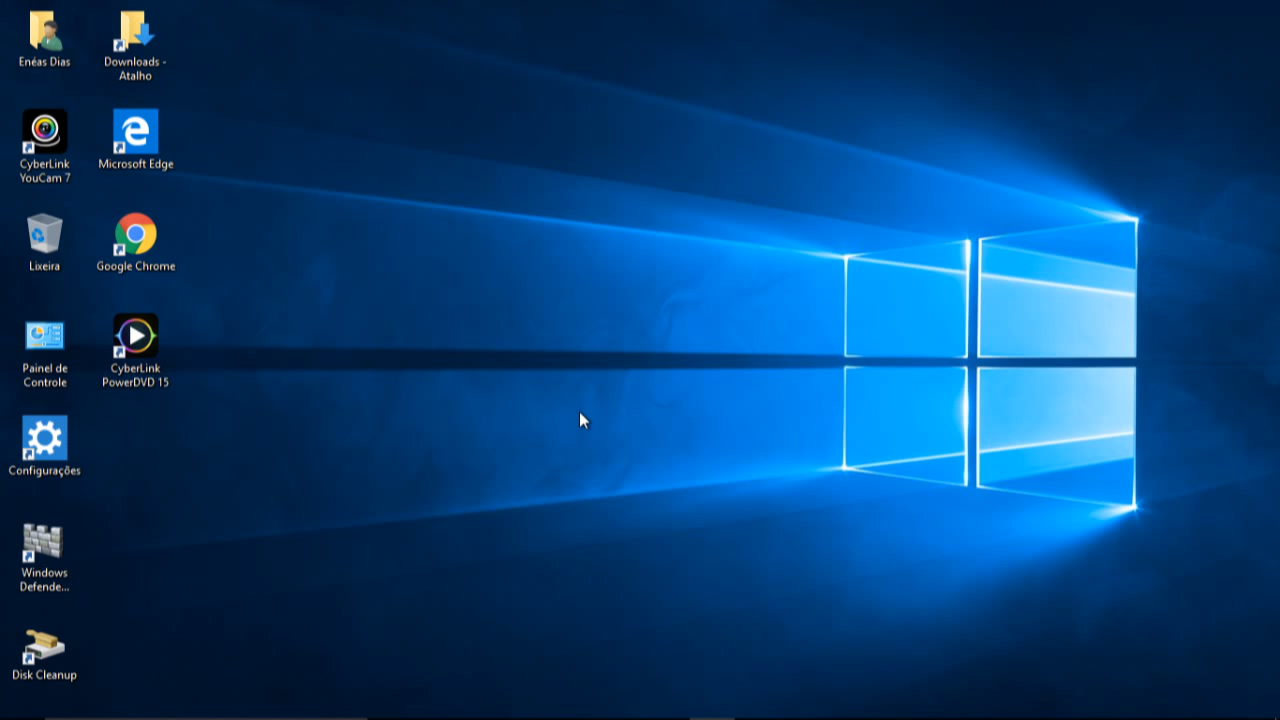 Enéas Dias
Downloads -
Atalho
CyberLink
YouCam 7
Microsoft Edge
Lixeira
Google Chrome
Painel de
Controle
CyberLink
PowerDVD 15
Configurações
Windows
Defende...
Disk Cleanup